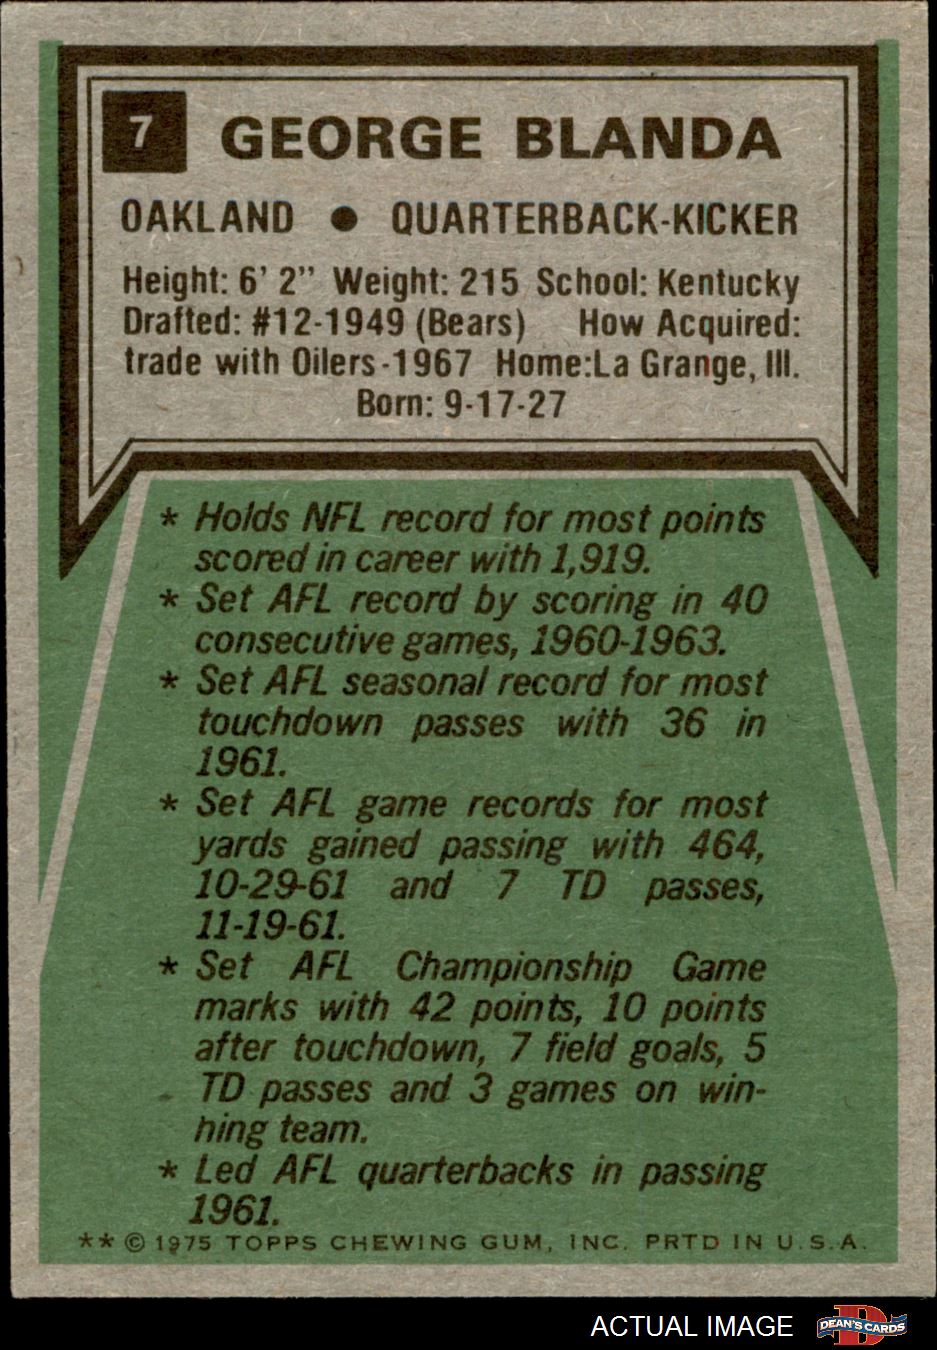 7 GEORGE BLANDA
OAKLAND ● QUARTERBACK-KICKER
Height: 6' 2" Weight: 215 School: Kentucky
Drafted: #12-1949 (Bears) How Acquired:
trade with Oilers-1967 Home:La Grange, Ill.
Born: 9-17-27
* Holds NFL record for most points
scored in career with 1,919.
* Set AFL record by scoring in 40
consecutive games, 1960-1963.
* Set AFL seasonal record for most
touchdown passes with 36 in
1961.
* Set AFL game records for most
yards gained passing with 464,
10-29-61 and 7 TD passes,
11-19-61.
* Set AFL Championship Game
marks with 42 points, 10 points
after touchdown, 7 field goals, 5
TD passes and 3 games on win-
hing team.
* Led AFL quarterbacks in passing
1961.
** © 1975 TOPPS CHEWING GUM, INC. PRTD IN U.S.A.
ACTUAL IMAGE DEAN'S CARDS